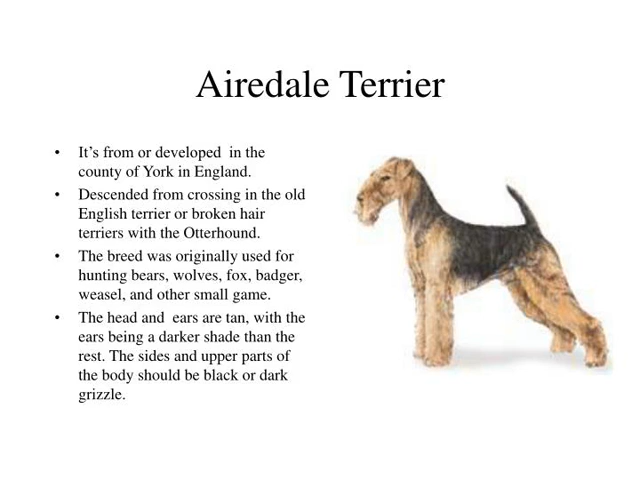 Airedale Terrier
• It’s from or developed  in the
county of York in England.
• Descended from crossing in the old
English terrier or broken hair
terriers with the Otterhound.
• The breed was originally used for
hunting bears, wolves, fox, badger,
weasel, and other small game.
• The head and  ears are tan, with the
ears being a darker shade than the
rest. The sides and upper parts of
the body should be black or dark
grizzle.